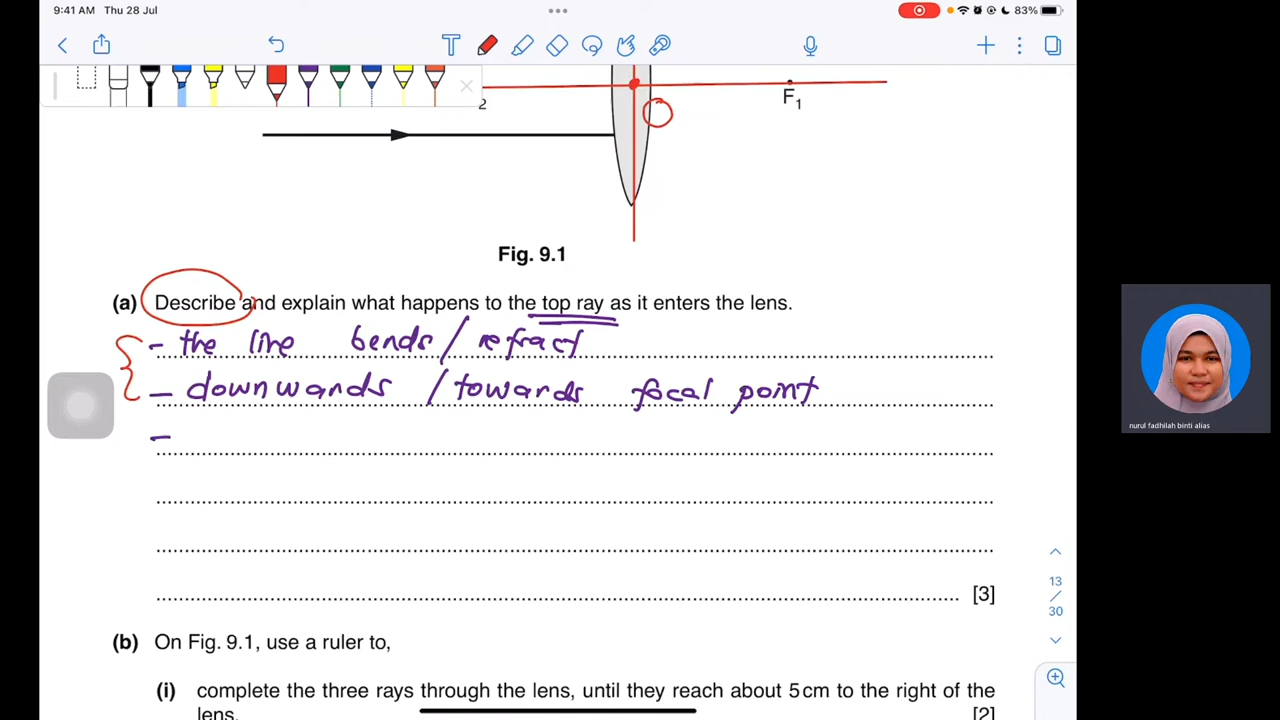 9:41 AM Thu 28 Jul
83%
2
F1
Fig. 9.1
(a) Describe and explain what happens to the top ray as it enters the lens.
- the line bends / refract
- downwards / towards focal point
-
[3]
(b) On Fig. 9.1, use a ruler to,
(i) complete the three rays through the lens, until they reach about 5 cm to the right of the
lens.
[2]
13
/
30
nurul fadhilah binti alias